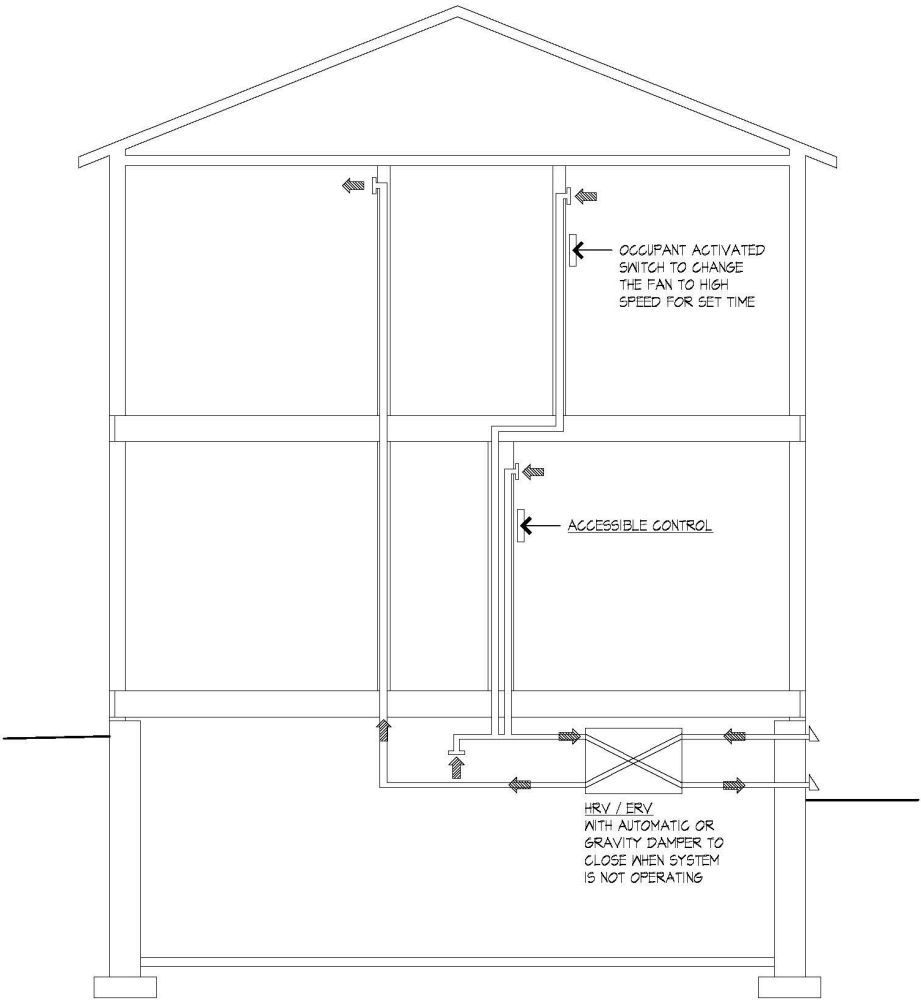 OCCUPANT ACTIVATED
SWITCH TO CHANGE
THE FAN TO HIGH
SPEED FOR SET TIME
ACCESSIBLE CONTROL
HRV / ERV
WITH AUTOMATIC OR
GRAVITY DAMPER TO
CLOSE WHEN SYSTEM
IS NOT OPERATING